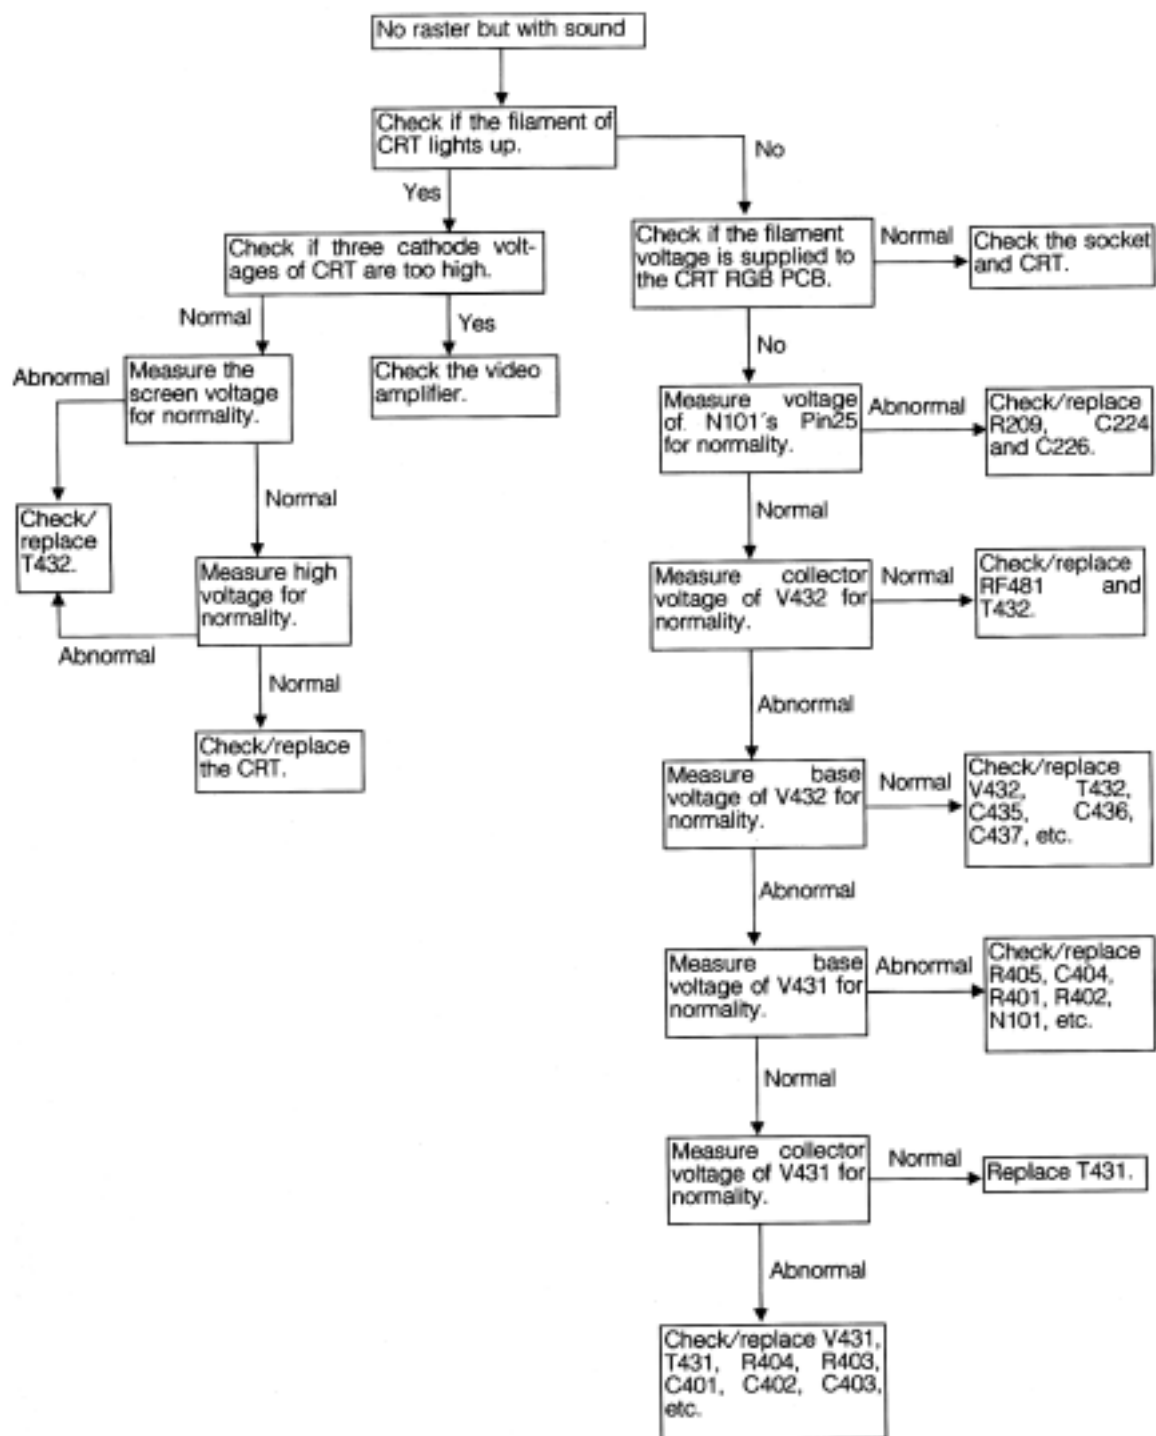 No raster but with sound
Check if the filament of
CRT lights up.
No
Yes
Check if three cathode volt-
ages of CRT are too high.
Check if the filament
voltage is supplied to
the CRT RGB PCB.
Normal
Check the socket
and CRT.
Normal
Yes
No
Abnormal
Measure the
screen voltage
for normality.
Check the video
amplifier.
Measure voltage
of N101's Pin25
for normality.
Abnormal
Check/replace
R209, C224
and C226.
Normal
Normal
Check/
replace
T432.
Measure high
voltage for
normality.
Abnormal
Normal
Check/replace
the CRT.
Measure collector
voltage of V432 for
normality.
Normal
Check/replace
RF481 and
T432.
Abnormal
Measure base
voltage of V432 for
normality.
Normal
Check/replace
V432, T432,
C435, C436,
C437, etc.
Abnormal
Measure base
voltage of V431 for
normality.
Abnormal
Check/replace
R405, C404,
R401, R402,
N101, etc.
Normal
Measure collector
voltage of V431 for
normality.
Normal
Replace T431.
Abnormal
Check/replace V431,
T431, R404, R403,
C401, C402, C403,
etc.